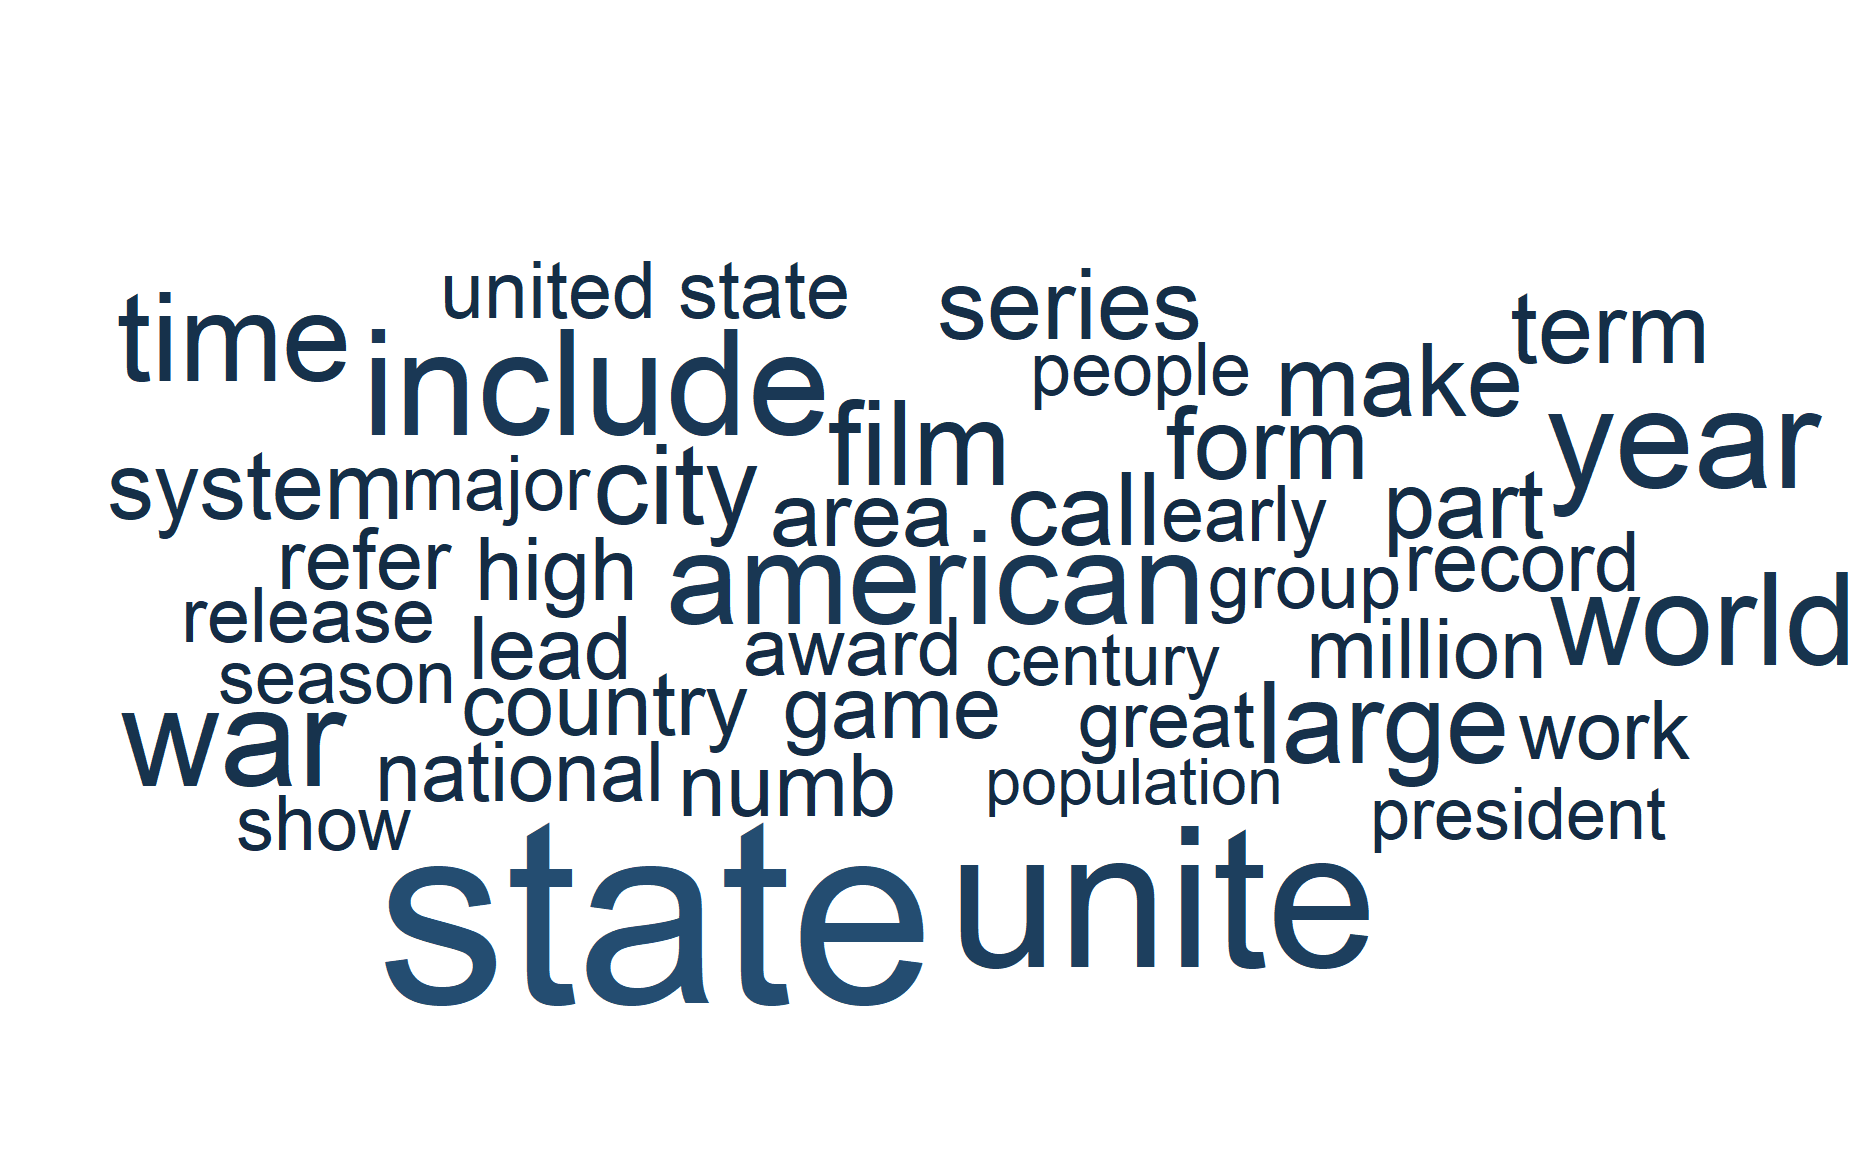 united state
series
time
term
include
people
make
film
form
year
system
major
city
area
call
early
part
refer
high
american
group
record
release
lead
award
century
million
world
season
country
game
great
large
work
war
national
numb
population
president
show
state
unite